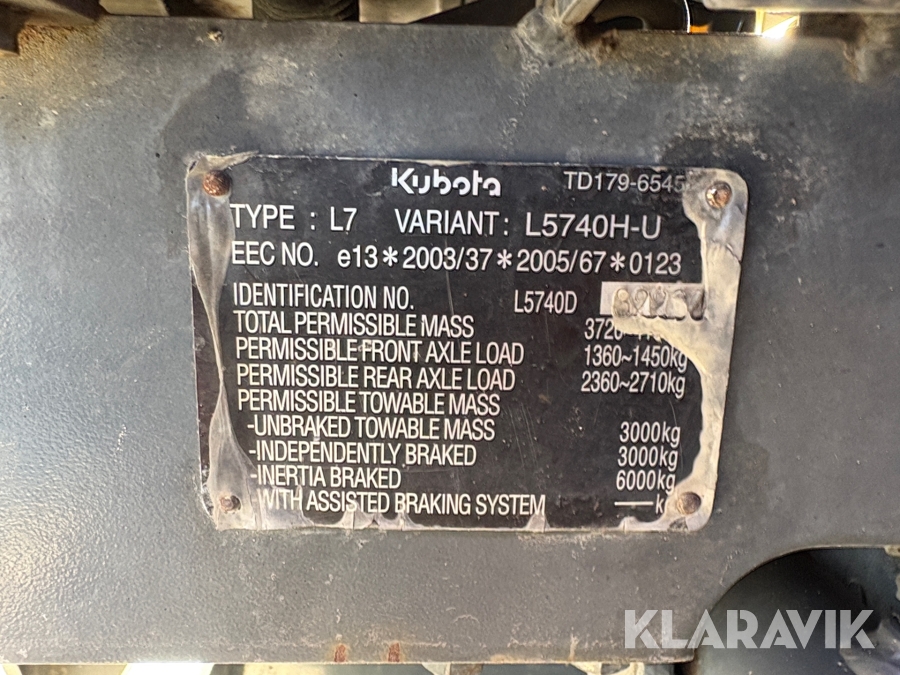 Kubota TD179-6545
TYPE : L7 VARIANT : L5740H-U
EEC NO. e13*2003/37*2005/67*0123
IDENTIFICATION NO. L5740D
TOTAL PERMISSIBLE MASS
PERMISSIBLE FRONT AXLE LOAD 1360~1450kg
PERMISSIBLE REAR AXLE LOAD 2360~2710kg
PERMISSIBLE TOWABLE MASS
-UNBRAKED TOWABLE MASS 3000kg
-INDEPENDENTLY BRAKED 3000kg
-INERTIA BRAKED 6000kg
-WITH ASSISTED BRAKING SYSTEM — k
KLARAVIK